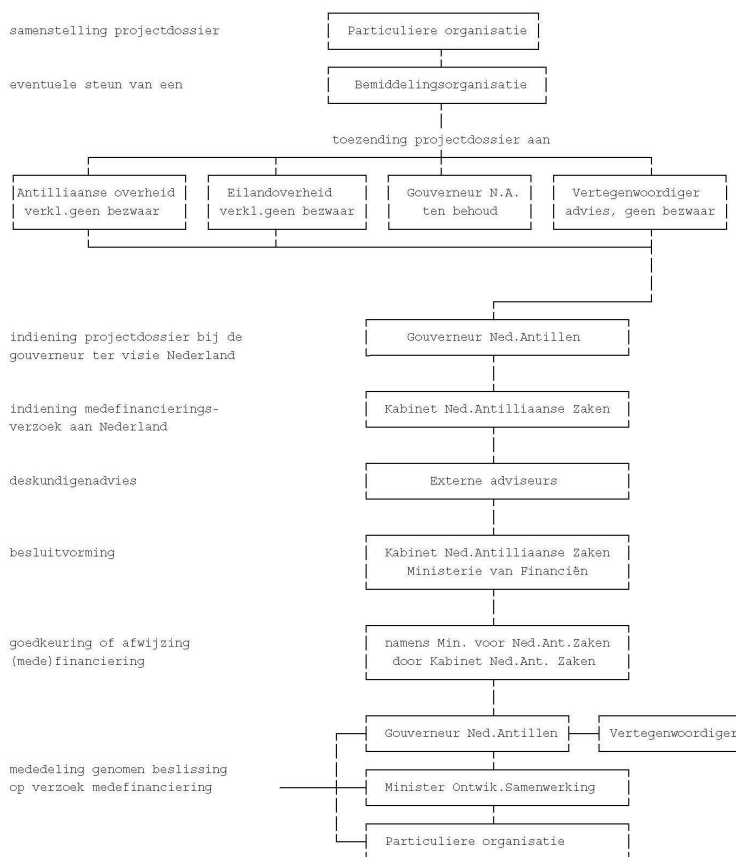 samenstelling projectdossier
Particuliere organisatie
eventuele steun van een
Bemiddelingsorganisatie
toezending projectdossier aan
Antilliaanse overheid
verkl.geen bezwaar
Eilandoverheid
verkl.geen bezwaar
Gouverneur N.A.
ten behoud
Vertegenwoordiger
advies, geen bezwaar
indiening projectdossier bij de
gouverneur ter visie Nederland
Gouverneur Ned.Antillen
indiening medefinancierings-
verzoek aan Nederland
Kabinet Ned.Antilliaanse Zaken
deskundigenadvies
Externe adviseurs
besluitvorming
Kabinet Ned.Antilliaanse Zaken
Ministerie van Financiën
goedkeuring of afwijzing
(mede)financiering
namens Min. voor Ned.Ant.Zaken
door Kabinet Ned.Ant. Zaken
Gouverneur Ned.Antillen
Vertegenwoordiger
mededeling genomen beslissing
op verzoek medefinanciering
Minister Ontwik.Samenwerking
Particuliere organisatie